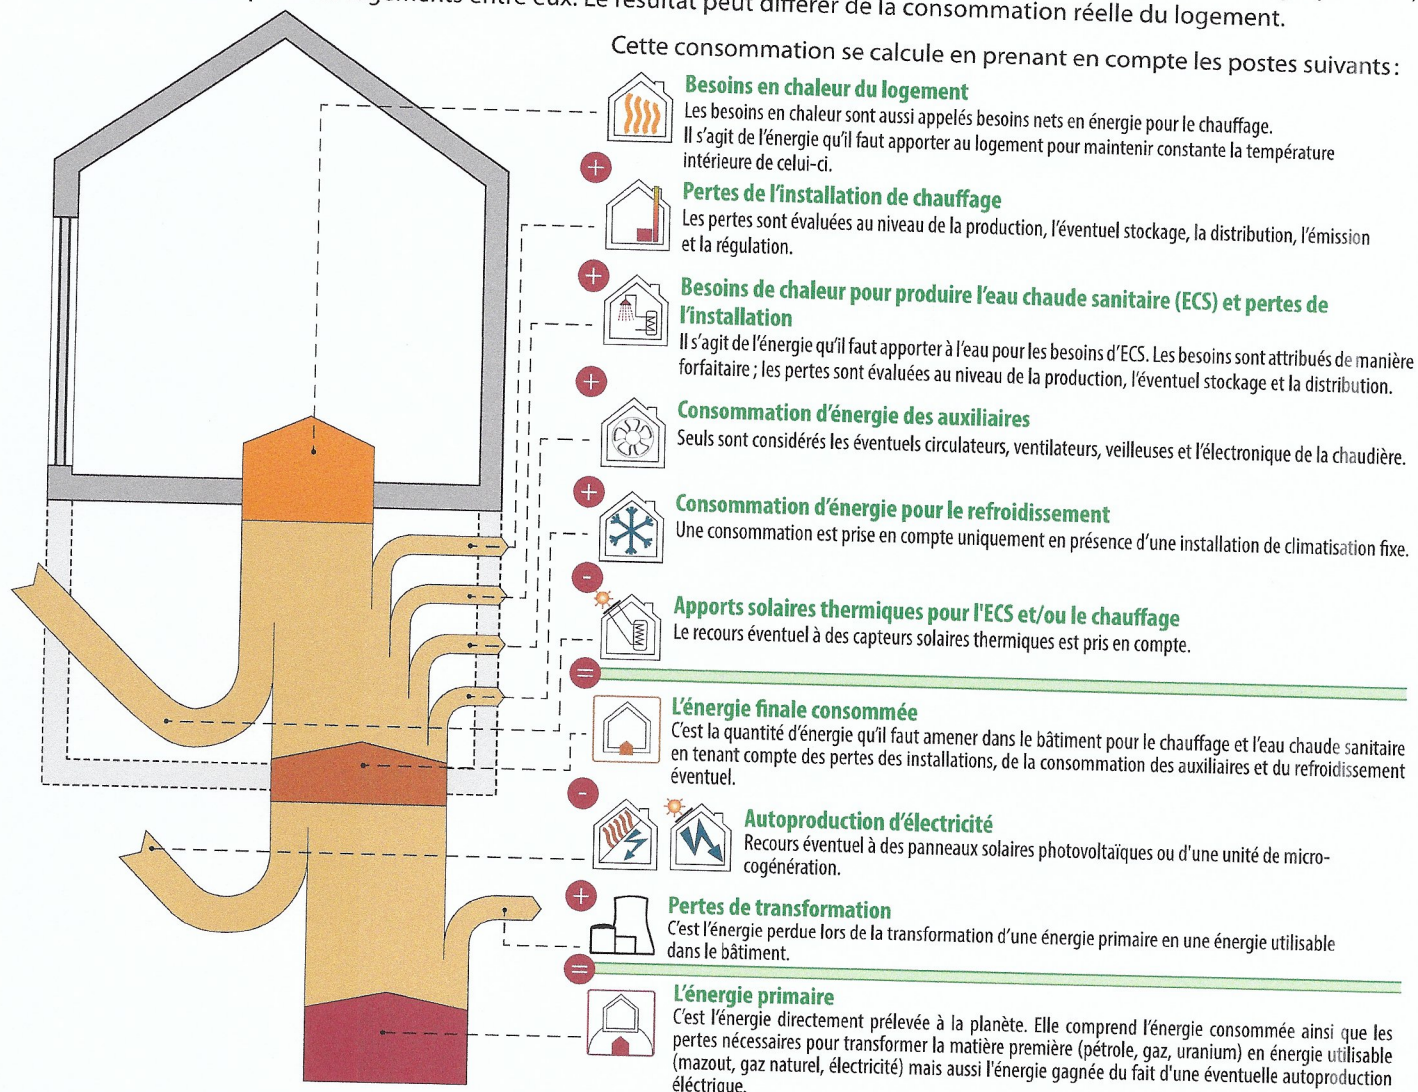 gements entre eux. Le résultat peut différer de la consommation réelle du logement.
Cette consommation se calcule en prenant en compte les postes suivants :
Besoins en chaleur du logement
Les besoins en chaleur sont aussi appelés besoins nets en énergie pour le chauffage.
Il s'agit de l'énergie qu'il faut apporter au logement pour maintenir constante la température
intérieure de celui-ci.
+
Pertes de l'installation de chauffage
Les pertes sont évaluées au niveau de la production, l'éventuel stockage, la distribution, l'émission
et la régulation.
+
Besoins de chaleur pour produire l'eau chaude sanitaire (ECS) et pertes de
l'installation
Il s'agit de l'énergie qu'il faut apporter à l'eau pour les besoins d'ECS. Les besoins sont attribués de manière
forfaitaire ; les pertes sont évaluées au niveau de la production, l'éventuel stockage et la distribution.
+
Consommation d'énergie des auxiliaires
Seuls sont considérés les éventuels circulateurs, ventilateurs, veilleuses et l'électronique de la chaudière.
+
Consommation d'énergie pour le refroidissement
Une consommation est prise en compte uniquement en présence d'une installation de climatisation fixe.
-
Apports solaires thermiques pour l'ECS et/ou le chauffage
Le recours éventuel à des capteurs solaires thermiques est pris en compte.
=
L'énergie finale consommée
C'est la quantité d'énergie qu'il faut amener dans le bâtiment pour le chauffage et l'eau chaude sanitaire
en tenant compte des pertes des installations, de la consommation des auxiliaires et du refroidissement
éventuel.
-
Autoproduction d'électricité
Recours éventuel à des panneaux solaires photovoltaïques ou d'une unité de micro-
cogénération.
+
Pertes de transformation
C'est l'énergie perdue lors de la transformation d'une énergie primaire en une énergie utilisable
dans le bâtiment.
=
L'énergie primaire
C'est l'énergie directement prélevée à la planète. Elle comprend l'énergie consommée ainsi que les
pertes nécessaires pour transformer la matière première (pétrole, gaz, uranium) en énergie utilisable
(mazout, gaz naturel, électricité) mais aussi l'énergie gagnée du fait d'une éventuelle autoproduction
éléctrique.